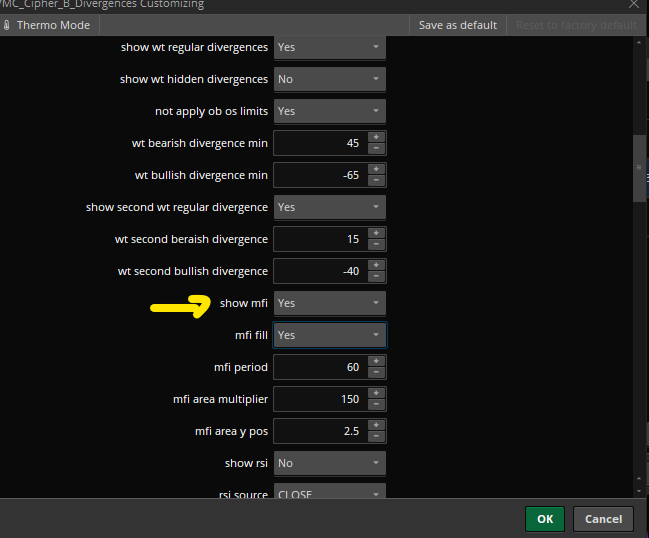 /MC_Cipher_B_Divergences Customizing
Thermo Mode Save as default Reset to factory default
show wt regular divergences Yes
show wt hidden divergences No
not apply ob os limits Yes
wt bearish divergence min 45
wt bullish divergence min -65
show second wt regular divergence Yes
wt second beraish divergence 15
wt second bullish divergence -40
show mfi Yes
mfi fill Yes
mfi period 60
mfi area multiplier 150
mfi area y pos 2.5
show rsi No
rsi source CLOSE
OK Cancel